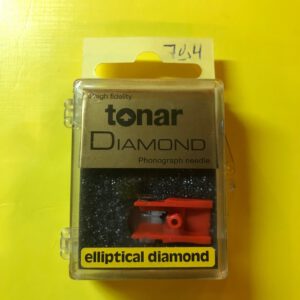 70,4
High fidelity
tonar
DIAMOND
Phonograph needle
elliptical diamond